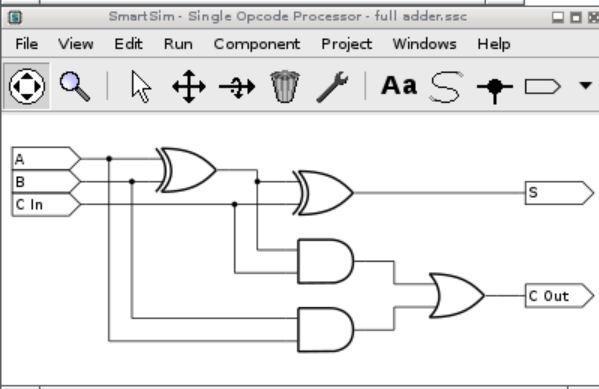 SmartSim - Single Opcode Processor - full adder.ssc
File View Edit Run Component Project Windows Help
Aa
A
B
C In
S
C Out